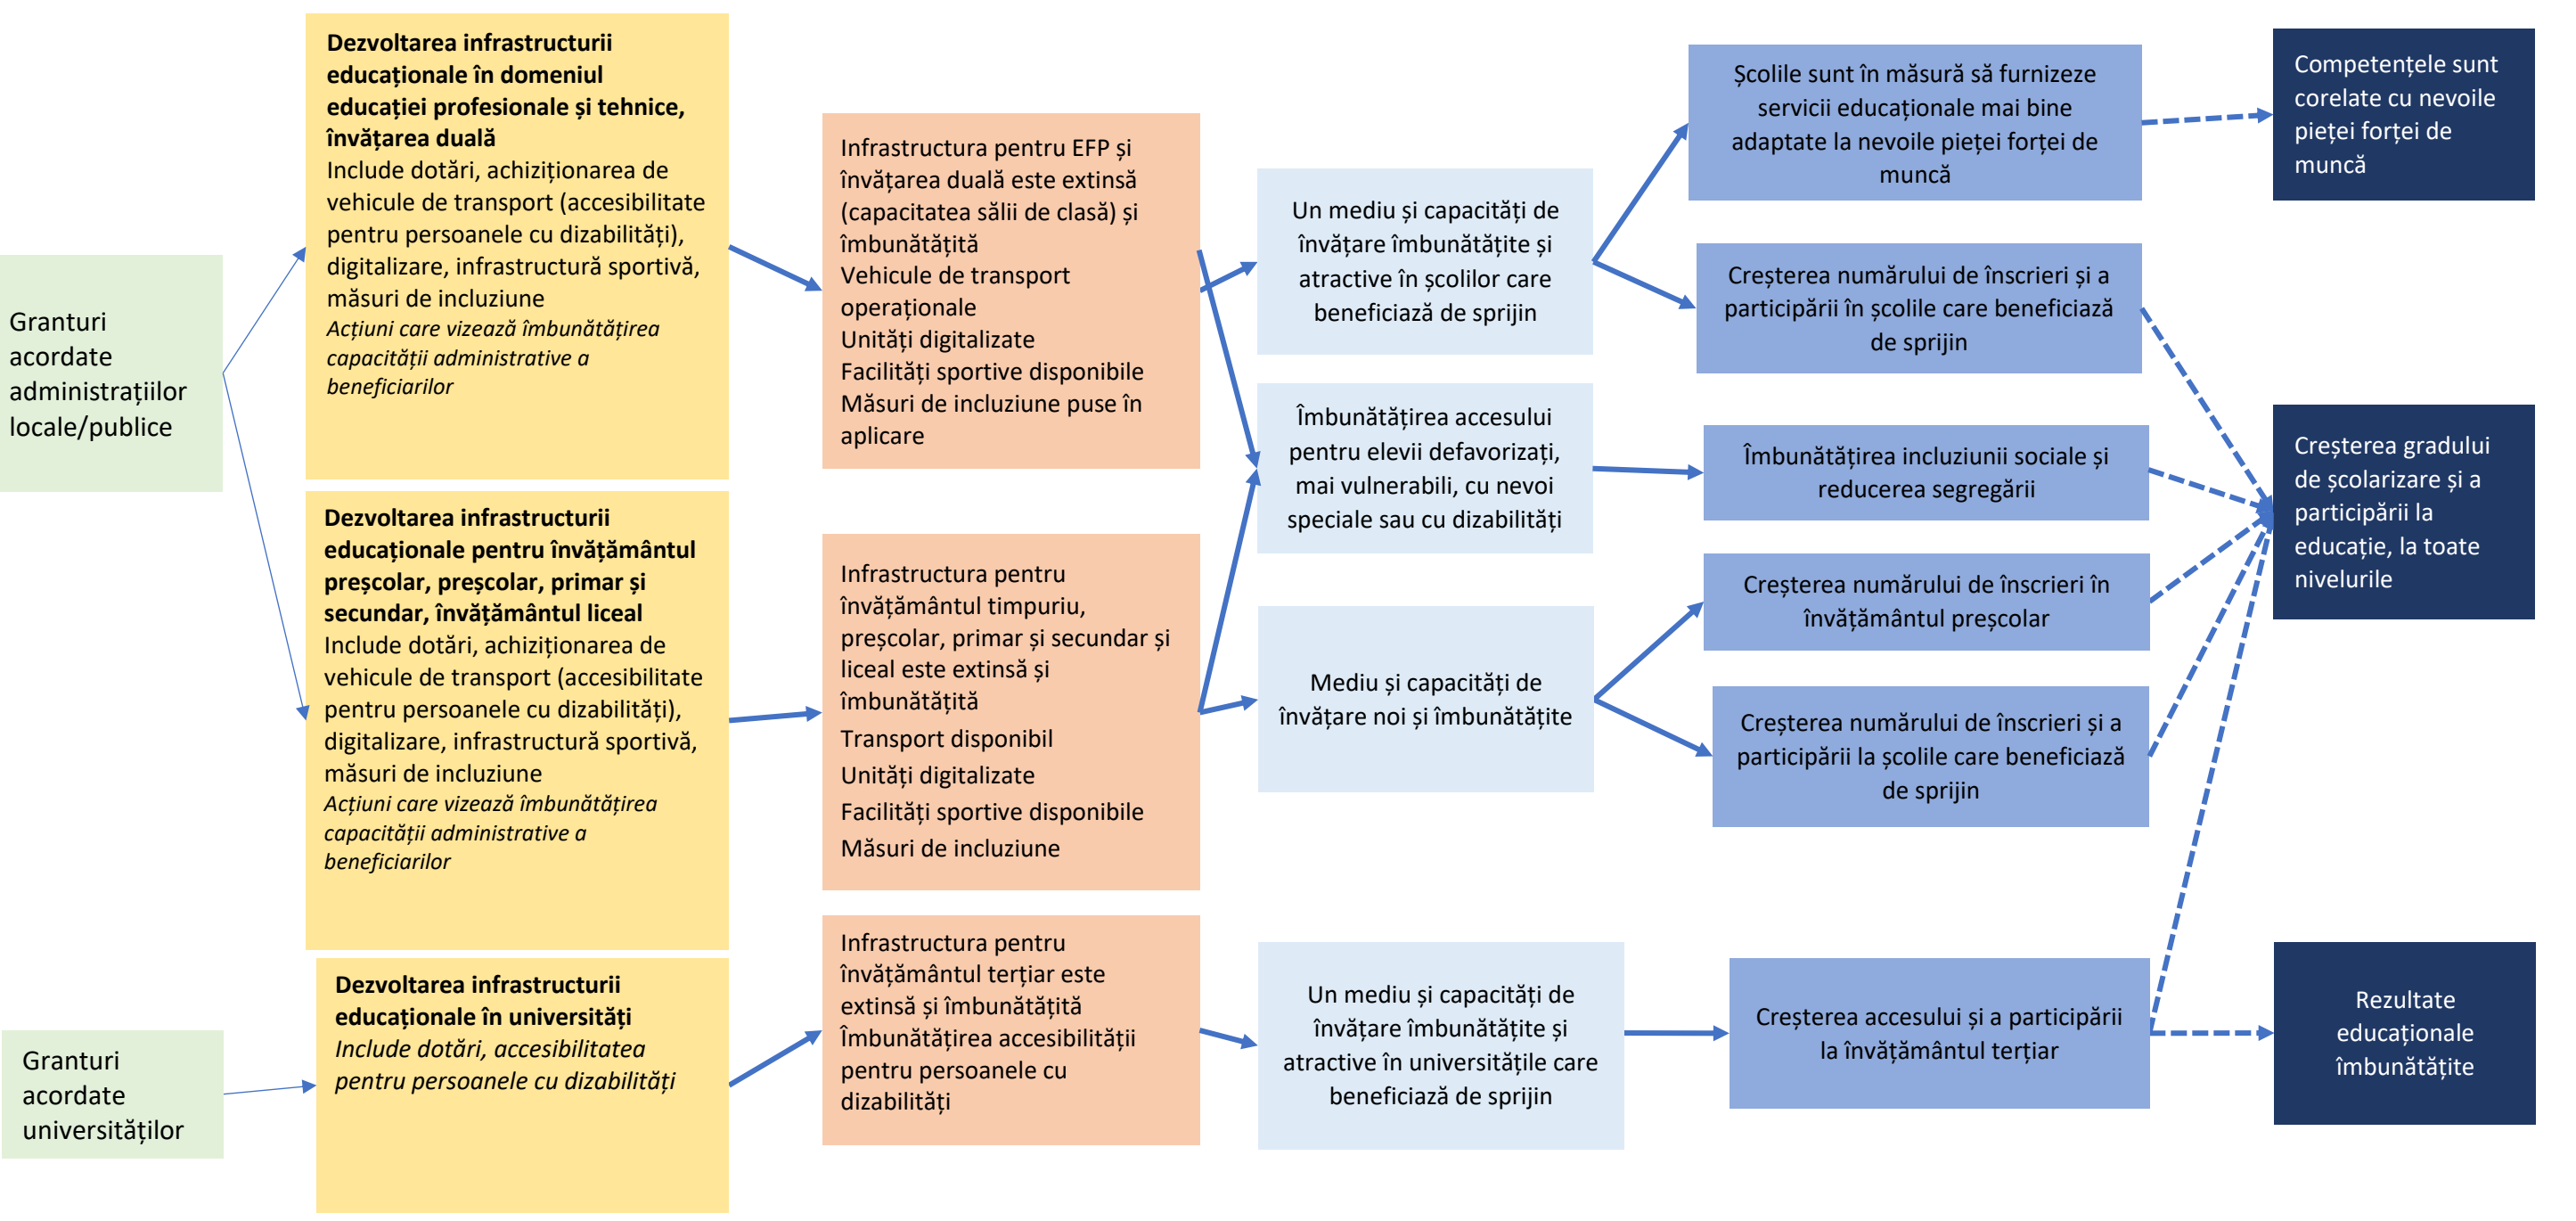 Granturi
acordate
administrațiilor
locale/publice
Granturi
acordate
universităților
Dezvoltarea infrastructurii
educaționale în domeniul
educației profesionale și tehnice,
învățarea duală
Include dotări, achiziționarea de
vehicule de transport (accesibilitate
pentru persoanele cu dizabilități),
digitalizare, infrastructură sportivă,
măsuri de incluziune
Acțiuni care vizează îmbunătățirea
capacității administrative a
beneficiarilor
Dezvoltarea infrastructurii
educaționale pentru învățământul
preșcolar, preșcolar, primar și
secundar, învățământul liceal
Include dotări, achiziționarea de
vehicule de transport (accesibilitate
pentru persoanele cu dizabilități),
digitalizare, infrastructură sportivă,
măsuri de incluziune
Acțiuni care vizează îmbunătățirea
capacității administrative a
beneficiarilor
Dezvoltarea infrastructurii
educaționale în universități
Include dotări, accesibilitatea
pentru persoanele cu dizabilități
Infrastructura pentru EFP și
învățarea duală este extinsă
(capacitatea sălii de clasă) și
îmbunătățită
Vehicule de transport
operaționale
Unități digitalizate
Facilități sportive disponibile
Măsuri de incluziune puse în
aplicare
Infrastructura pentru
învățământul timpuriu,
preșcolar, primar și secundar și
liceal este extinsă și
îmbunătățită
Transport disponibil
Unități digitalizate
Facilități sportive disponibile
Măsuri de incluziune
Infrastructura pentru
învățământul terțiar este
extinsă și îmbunătățită
Îmbunătățirea accesibilității
pentru persoanele cu
dizabilități
Un mediu și capacități de
învățare îmbunătățite și
atractive în școlilor care
beneficiază de sprijin
Îmbunătățirea accesului
pentru elevii defavorizați,
mai vulnerabili, cu nevoi
speciale sau cu dizabilități
Mediu și capacități de
învățare noi și îmbunătățite
Un mediu și capacități de
învățare îmbunătățite și
atractive în universitățile care
beneficiază de sprijin
Școlile sunt în măsură să furnizeze
servicii educaționale mai bine
adaptate la nevoile pieței forței de
muncă
Creșterea numărului de înscrieri și a
participării în școlile care beneficiază
de sprijin
Îmbunătățirea incluziunii sociale și
reducerea segregării
Creșterea numărului de înscrieri în
învățământul preșcolar
Creșterea numărului de înscrieri și a
participării la școlile care beneficiază
de sprijin
Creșterea accesului și a participării
la învățământul terțiar
Competențele sunt
corelate cu nevoile
pieței forței de
muncă
Creșterea gradului
de școlarizare și a
participării la
educație, la toate
nivelurile
Rezultate
educaționale
îmbunătățite